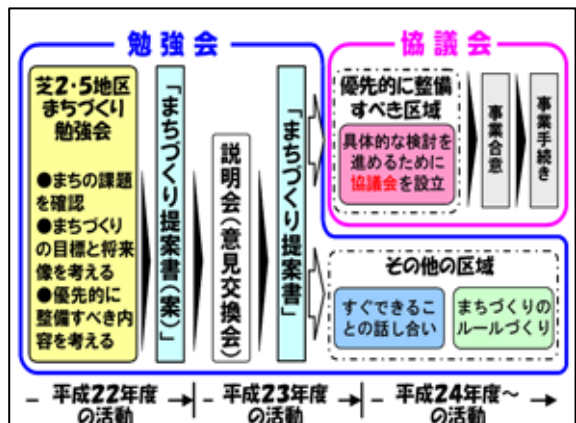 勉強会
協議会
芝2・5地区
まちづくり
勉強会
●まちの課題
を確認
●まちづくり
の目標と将来
像を考える
●優先的に
整備すべき内
容を考える
「まちづくり提案書(案)」
説明会(意見交換会)
「まちづくり提案書」
優先的に整備
すべき区域
具体的な検討を
進めるために
協議会を設立
事業合意
事業手続き
その他の区域
すぐできるこ
との話し合い
まちづくりの
ルールづくり
平成22年度
の活動
平成23年度
の活動
平成24年度～
の活動